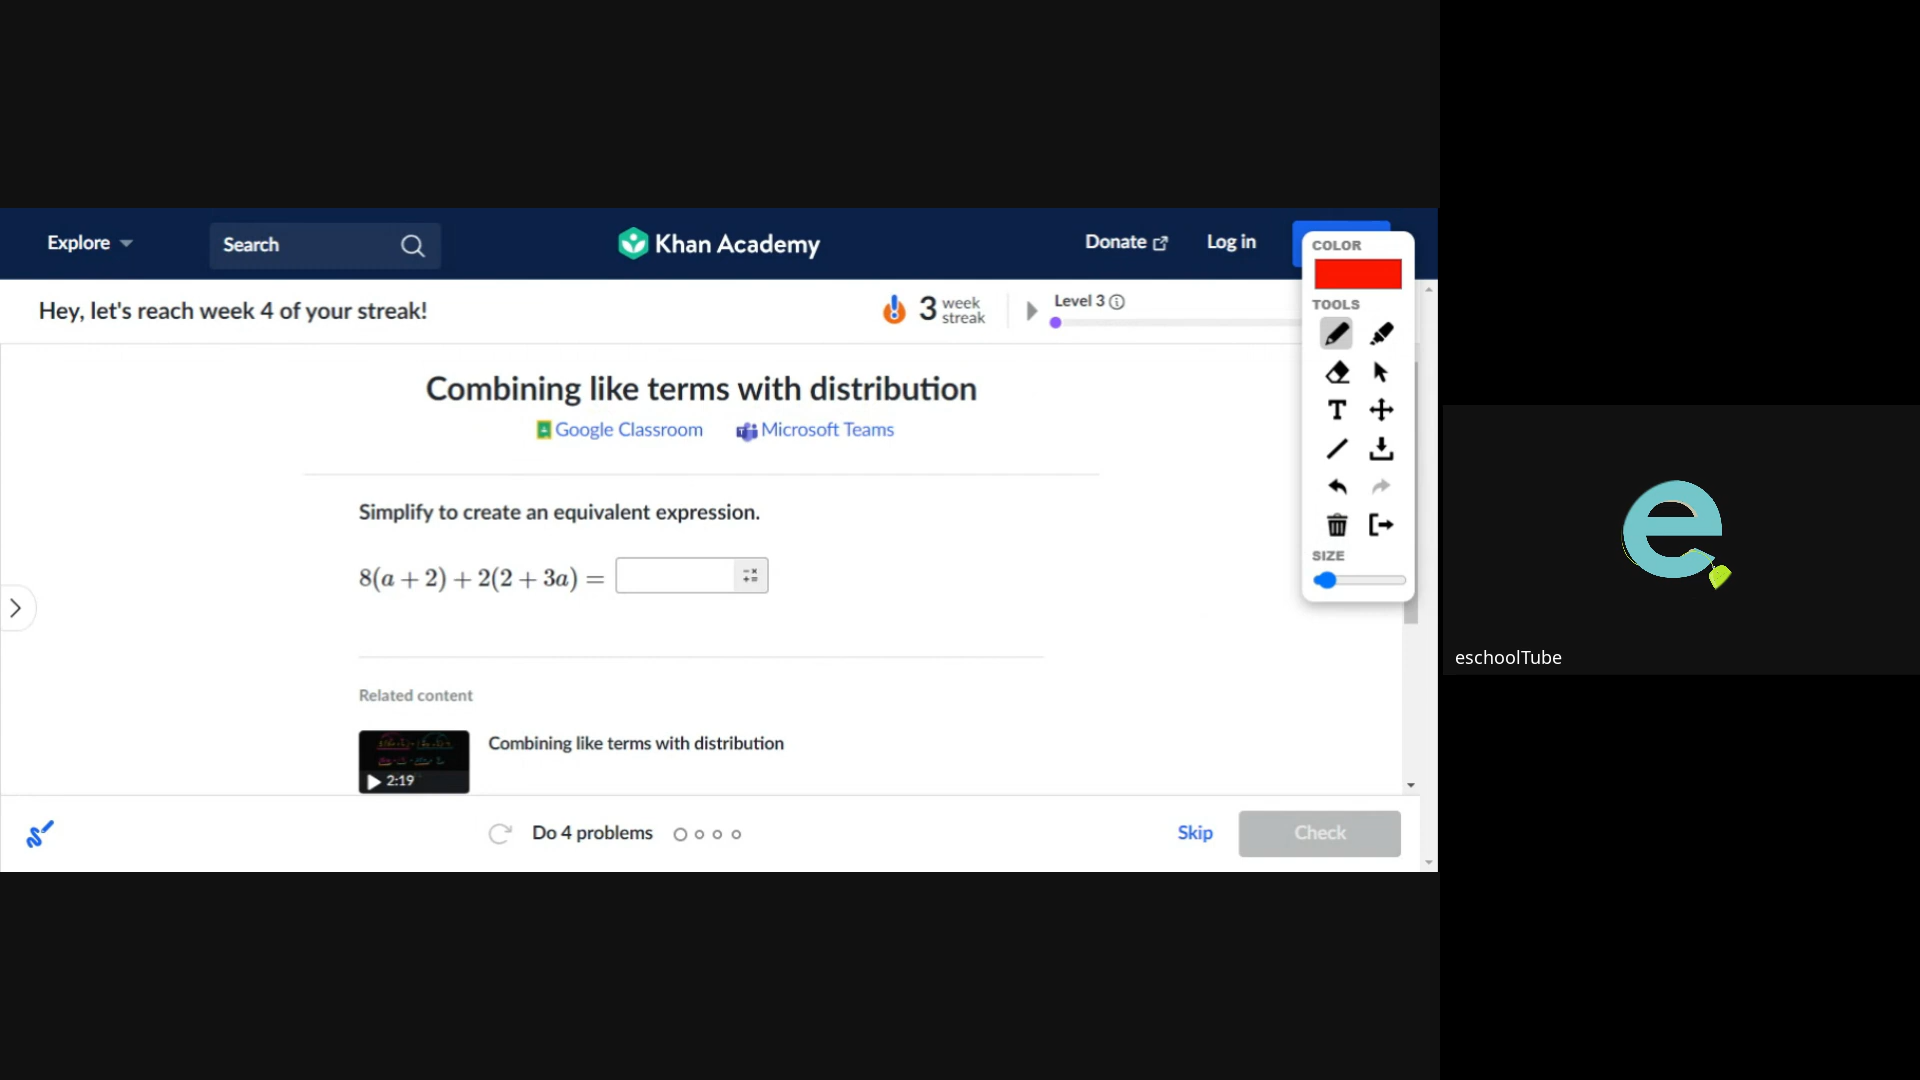 Explore
Search
Khan Academy
Donate
Log in
COLOR
TOOLS
T
SIZE
Hey, let's reach week 4 of your streak!
3 week streak
Level 3
Combining like terms with distribution
Google Classroom
Microsoft Teams
Simplify to create an equivalent expression.
8(a + 2) + 2(2 + 3a) =
Related content
Combining like terms with distribution
2:19
Do 4 problems
Skip
Check
e
eschoolTube